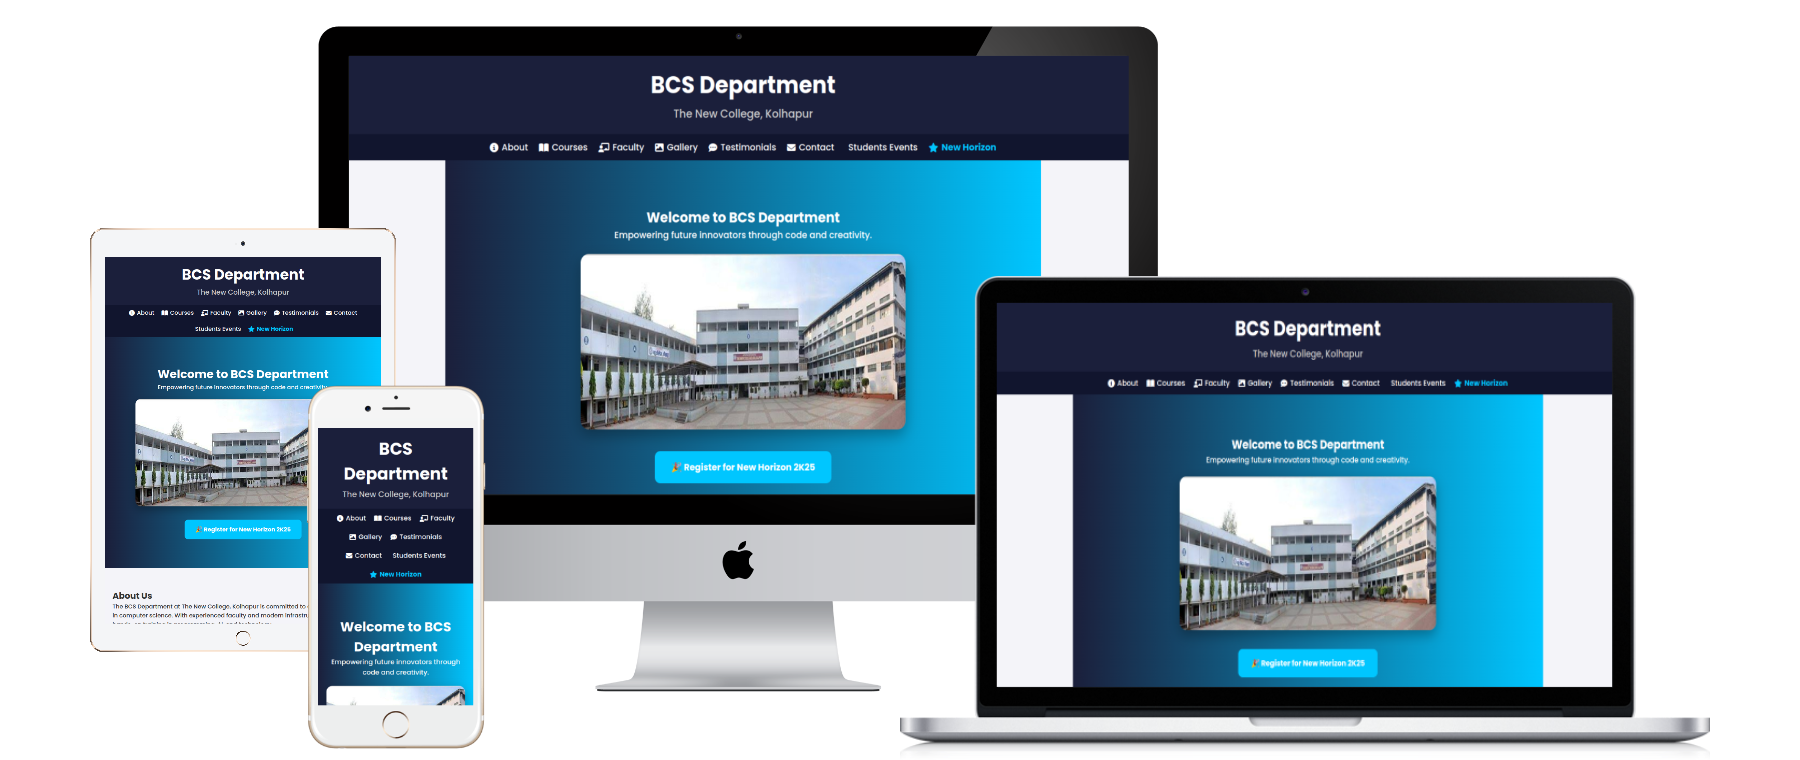 BCS Department
The New College, Kolhapur
About Courses Faculty Gallery Testimonials Contact Students Events New Horizon
Welcome to BCS Department
Empowering future innovators through code and creativity.
Register for New Horizon 2K25
BCS Department
The New College, Kolhapur
About Courses Faculty Gallery Testimonials Contact
Students Events New Horizon
Welcome to BCS Department
Empowering future innovators through code and creativity.
Register for New Horizon 2K25
About Us
The BCS Department at The New College, Kolhapur is committed to
in computer science. With experienced faculty and modern
BCS
Department
The New College, Kolhapur
About Courses Faculty
Gallery Testimonials
Contact Students Events
New Horizon
Welcome to BCS
Department
Empowering future innovators through
code and creativity.
BCS Department
The New College, Kolhapur
About Courses Faculty Gallery Testimonials Contact Students Events New Horizon
Welcome to BCS Department
Empowering future innovators through code and creativity.
Register for New Horizon 2K25